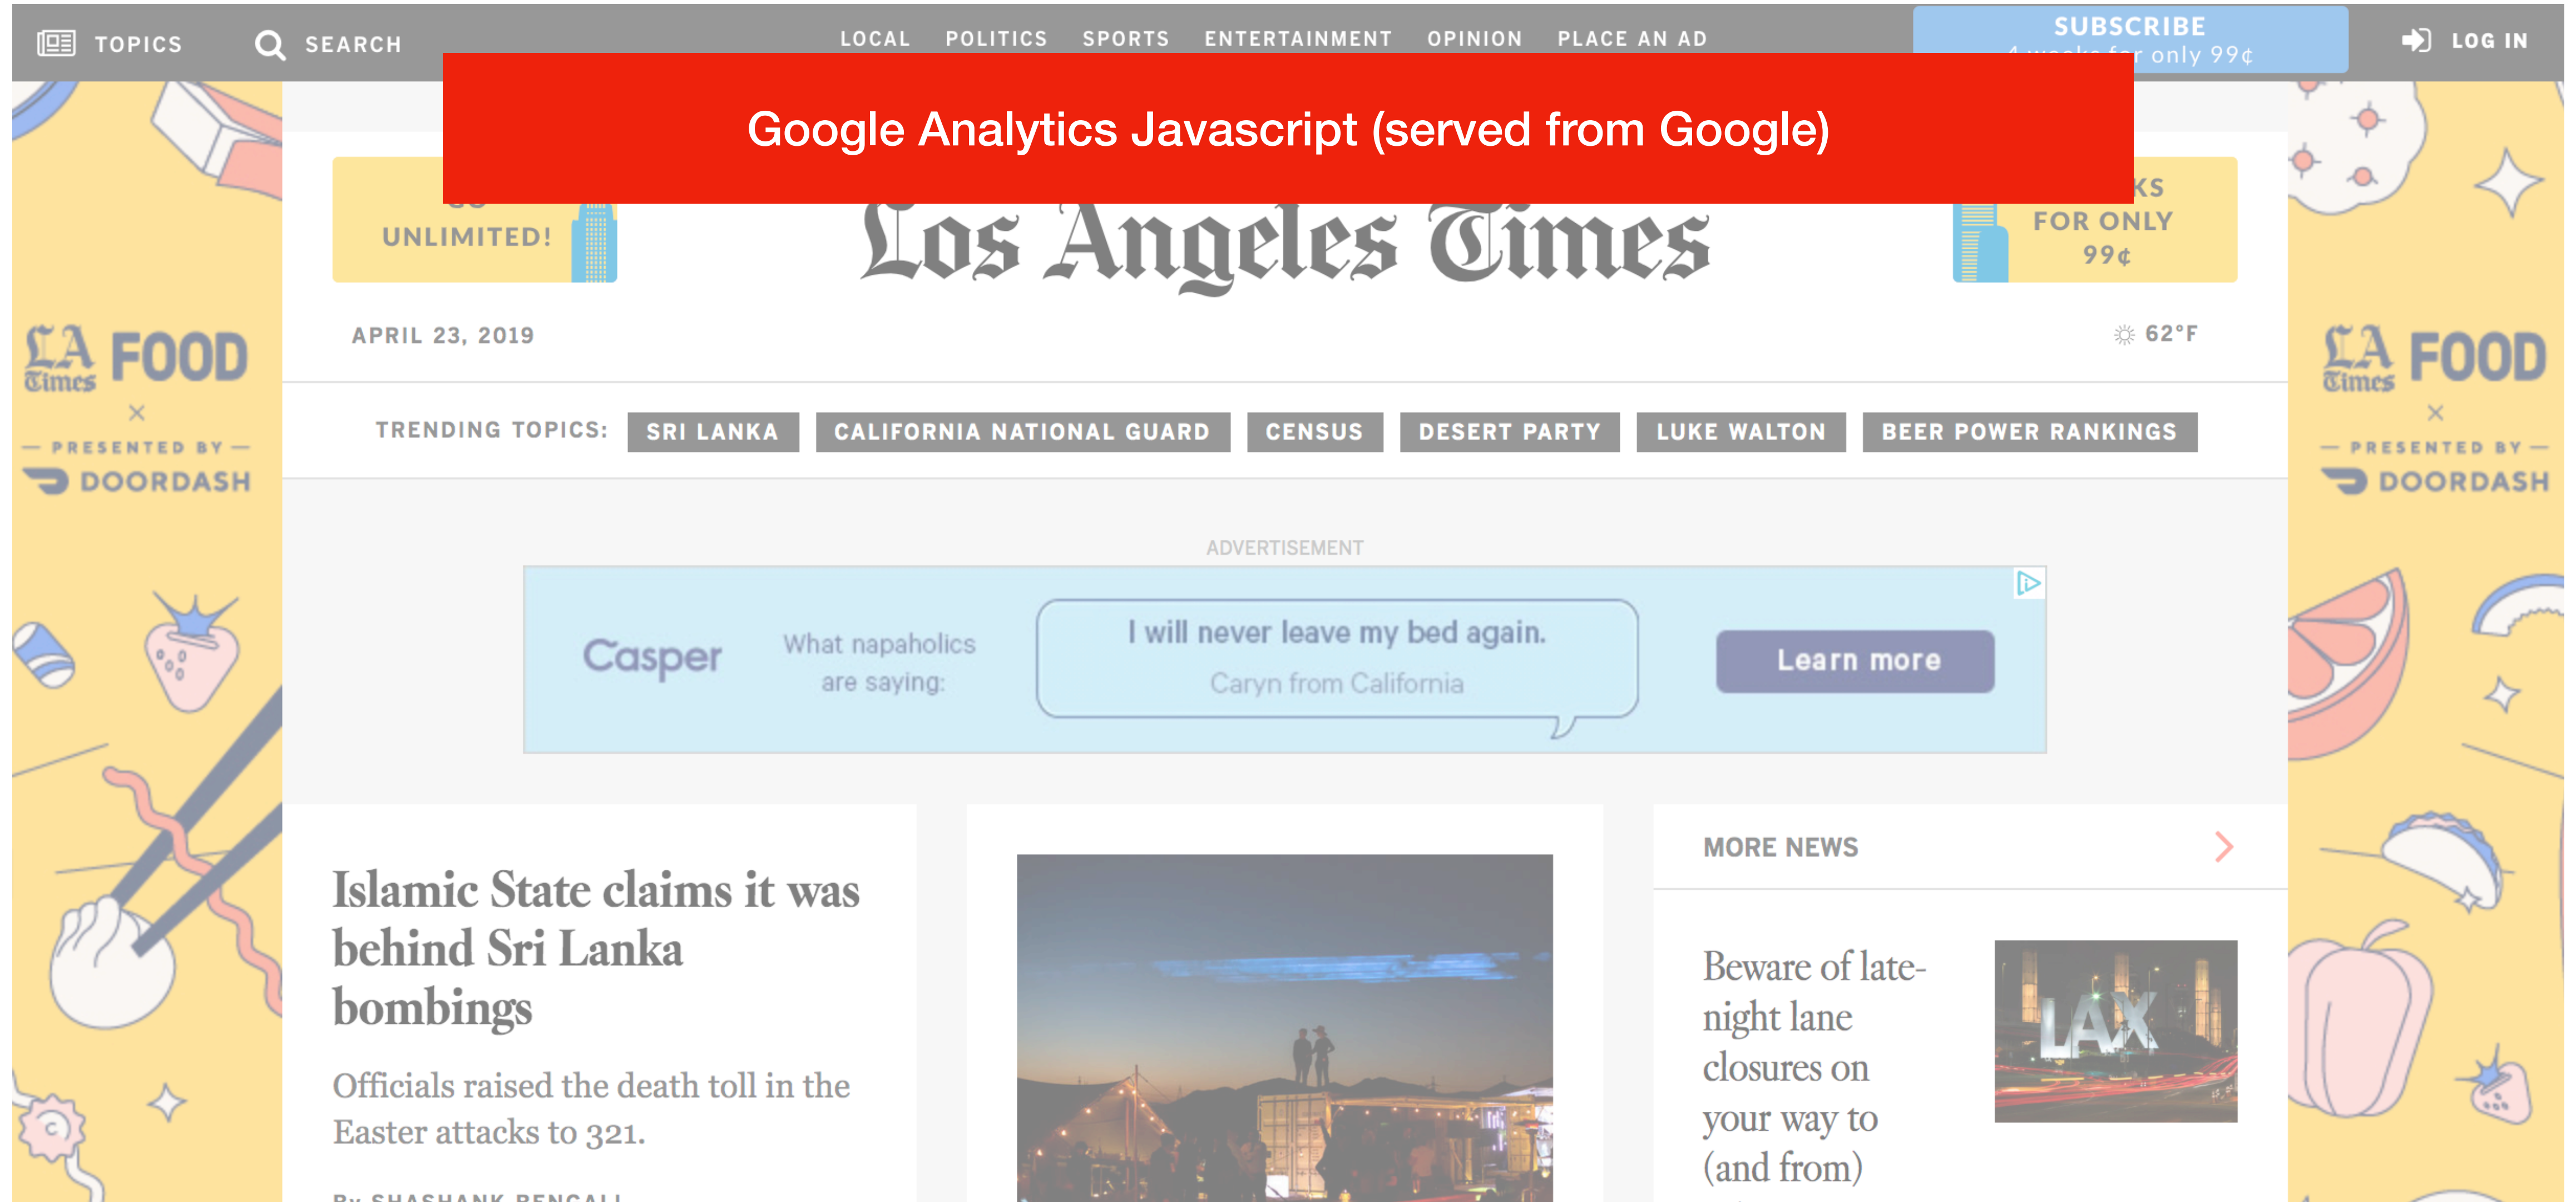 TOPICS
SEARCH
LOCAL POLITICS SPORTS ENTERTAINMENT OPINION PLACE AN AD
SUBSCRIBE
only 99¢
LOG IN
Google Analytics Javascript (served from Google)
UNLIMITED!
Los Angeles Times
FOR ONLY
99¢
APRIL 23, 2019
62°F
LA Times FOOD
×
PRESENTED BY
DOORDASH
LA Times FOOD
×
PRESENTED BY
DOORDASH
TRENDING TOPICS: SRI LANKA CALIFORNIA NATIONAL GUARD CENSUS DESERT PARTY LUKE WALTON BEER POWER RANKINGS
ADVERTISEMENT
Casper
What napaholics
are saying:
I will never leave my bed again.
Caryn from California
Learn more
Islamic State claims it was
behind Sri Lanka
bombings
Officials raised the death toll in the
Easter attacks to 321.
By SHASHANK BENGALI
MORE NEWS
Beware of late-
night lane
closures on
your way to
(and from)
LAX